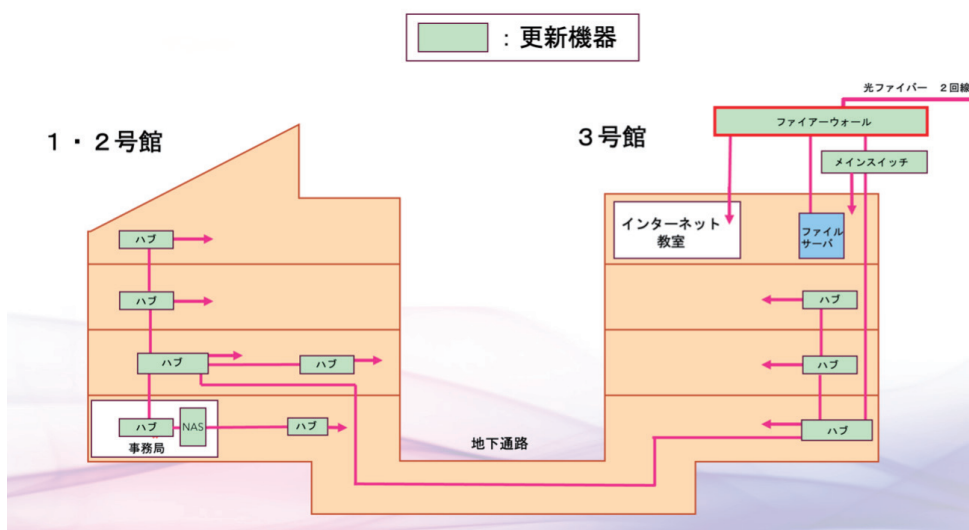 ：更新機器
光ファイバー　２回線
ファイアーウォール
１・２号館
３号館
メインスイッチ
インターネット
教室
ファイル
サーバ
ハブ
ハブ
ハブ
ハブ
ハブ
ハブ
ハブ
NAS
ハブ
ハブ
地下通路
事務局